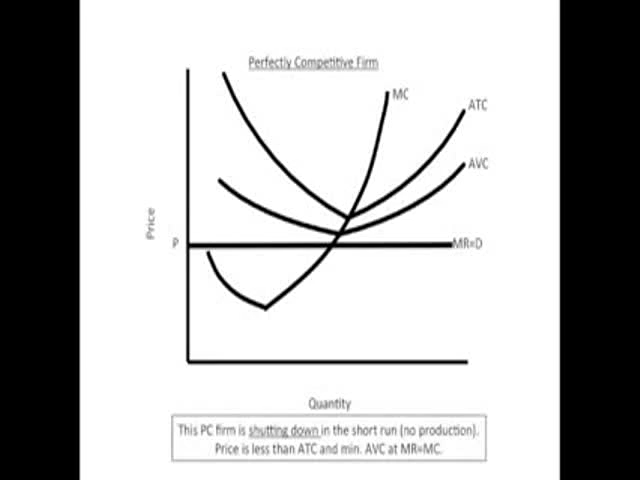 Perfectly Competitive Firm
MC
ATC
AVC
Price
P
MR=D
Quantity
This PC firm is shutting down in the short run (no production).
Price is less than ATC and min. AVC at MR=MC.